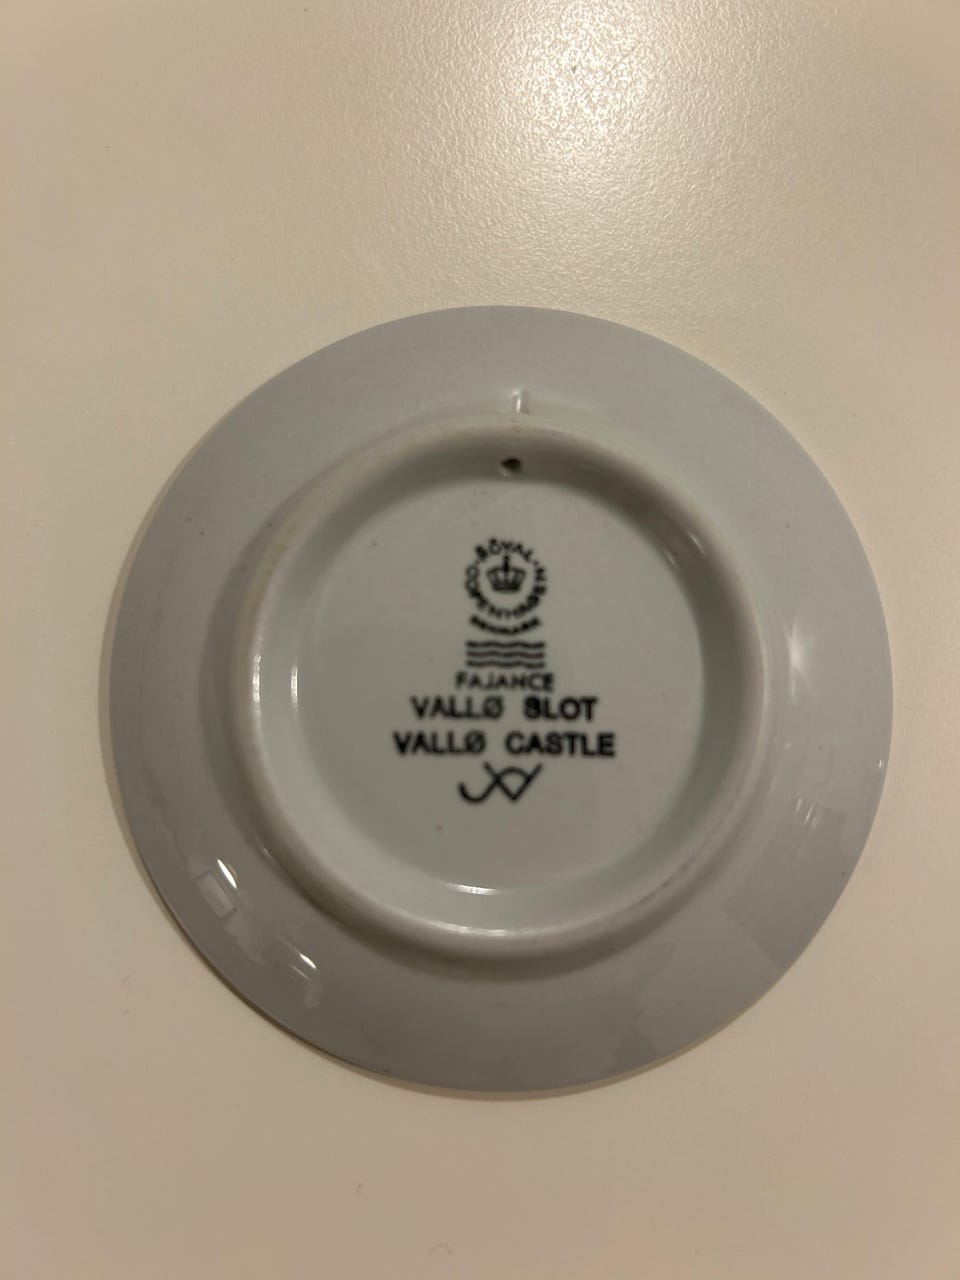 ROYAL
COPENHAGEN
DENMARK
FAJANCE
VALLØ SLOT
VALLØ CASTLE